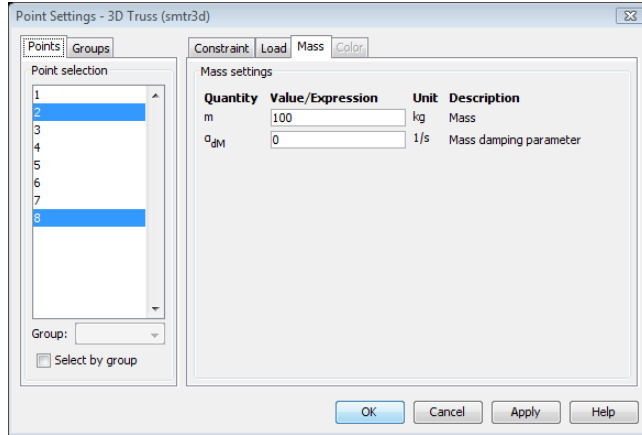 Point Settings - 3D Truss (smtr3d)
Points Groups
Constraint Load Mass Color
Point selection
1
2
3
4
5
6
7
8
Group:
Select by group
Mass settings
Quantity Value/Expression Unit Description
m 100 kg Mass
α_dM 0 1/s Mass damping parameter
OK Cancel Apply Help